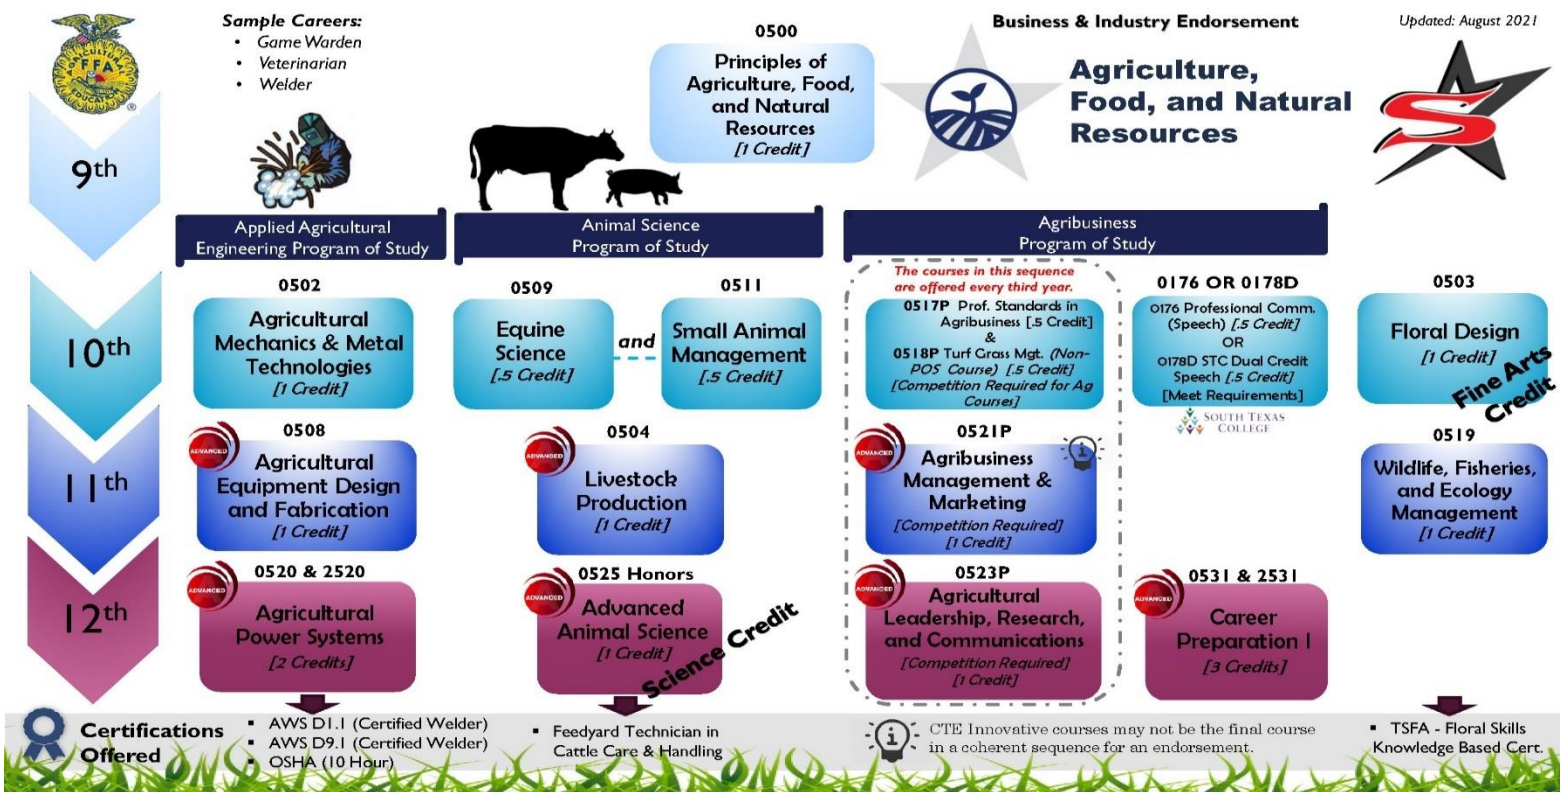 Sample Careers:
• Game Warden
• Veterinarian
• Welder
0500
Principles of
Agriculture, Food,
and Natural
Resources
[1 Credit]
Business & Industry Endorsement
Agriculture,
Food, and Natural
Resources
Updated: August 2021
FFA
AGRICULTURAL
EDUCATION
®
S
9th
Applied Agricultural
Engineering Program of Study
Animal Science
Program of Study
Agribusiness
Program of Study
10th
0502
Agricultural
Mechanics & Metal
Technologies
[1 Credit]
0509
Equine
Science
[.5 Credit]
and
0511
Small Animal
Management
[.5 Credit]
The courses in this sequence
are offered every third year.
0517P Prof. Standards in
Agribusiness [.5 Credit]
&
0518P Turf Grass Mgt. (Non-
POS Course) [.5 Credit]
[Competition Required for Ag
Courses]
0176 OR 0178D
0176 Professional Comm.
(Speech) [.5 Credit]
OR
0178D STC Dual Credit
Speech [.5 Credit]
[Meet Requirements]
SOUTH TEXAS
COLLEGE
0503
Floral Design
[1 Credit]
Fine Arts
Credit
11th
ADVANCED
0508
Agricultural
Equipment Design
and Fabrication
[1 Credit]
ADVANCED
0504
Livestock
Production
[1 Credit]
ADVANCED
0521P
Agribusiness
Management &
Marketing
[Competition Required]
[1 Credit]
i
0519
Wildlife, Fisheries,
and Ecology
Management
[1 Credit]
12th
ADVANCED
0520 & 2520
Agricultural
Power Systems
[2 Credits]
ADVANCED
0525 Honors
Advanced
Animal Science
[1 Credit]
Science Credit
ADVANCED
0523P
Agricultural
Leadership, Research,
and Communications
[Competition Required]
[1 Credit]
ADVANCED
0531 & 2531
Career
Preparation I
[3 Credits]
Certifications
Offered
▪ AWS D1.1 (Certified Welder)
▪ AWS D9.1 (Certified Welder)
▪ OSHA (10 Hour)
▪ Feedyard Technician in
Cattle Care & Handling
i
CTE Innovative courses may not be the final course
in a coherent sequence for an endorsement.
▪ TSFA - Floral Skills
Knowledge Based Cert.